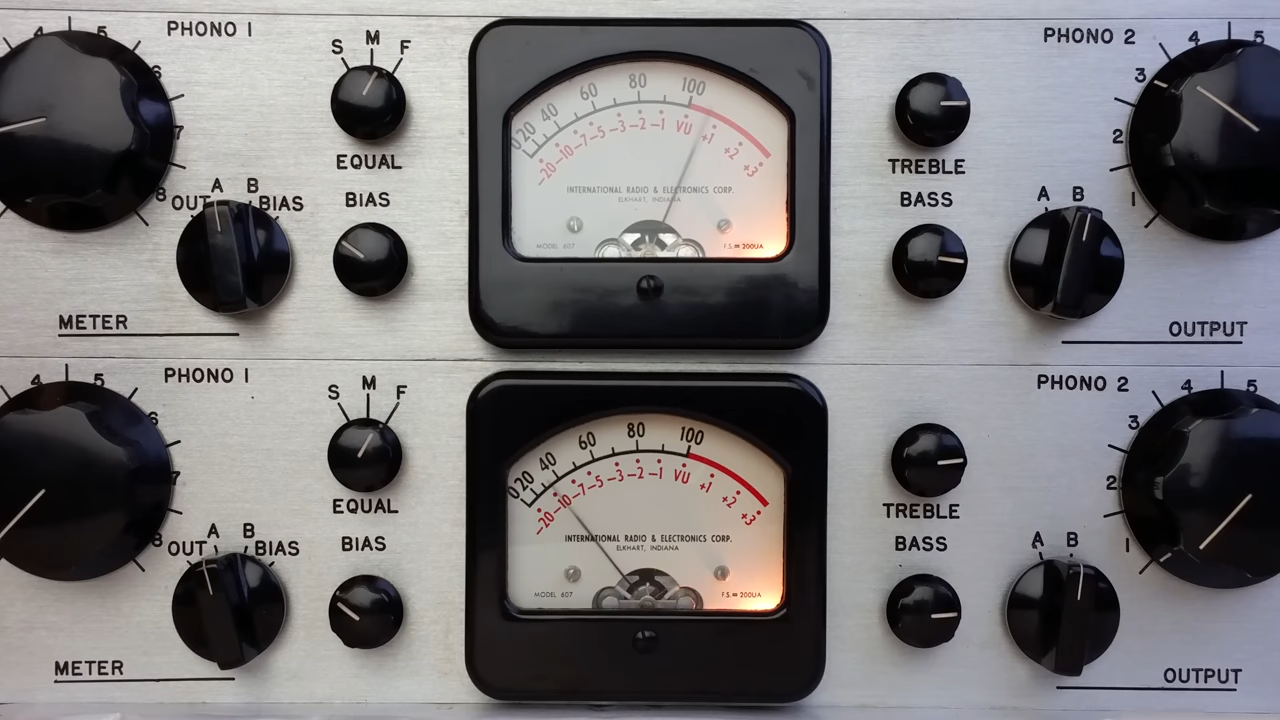 4 5 PHONO 1
6
7
8
S M F
EQUAL
OUT A B BIAS
BIAS
METER
0 20 40 60 80 100
-20 -10 -7 -5 -3 -2 -1 VU +1 +2 +3
INTERNATIONAL RADIO & ELECTRONICS CORP.
ELKHART, INDIANA
MODEL 607
F.S.= 200UA
PHONO 2
4 5
3
2
1
TREBLE
BASS
A B
OUTPUT
4 5 PHONO 1
6
7
8
S M F
EQUAL
OUT A B BIAS
BIAS
METER
0 20 40 60 80 100
-20 -10 -7 -5 -3 -2 -1 VU +1 +2 +3
INTERNATIONAL RADIO & ELECTRONICS CORP.
ELKHART, INDIANA
MODEL 607
F.S.= 200UA
PHONO 2
4 5
3
2
1
TREBLE
BASS
A B
OUTPUT